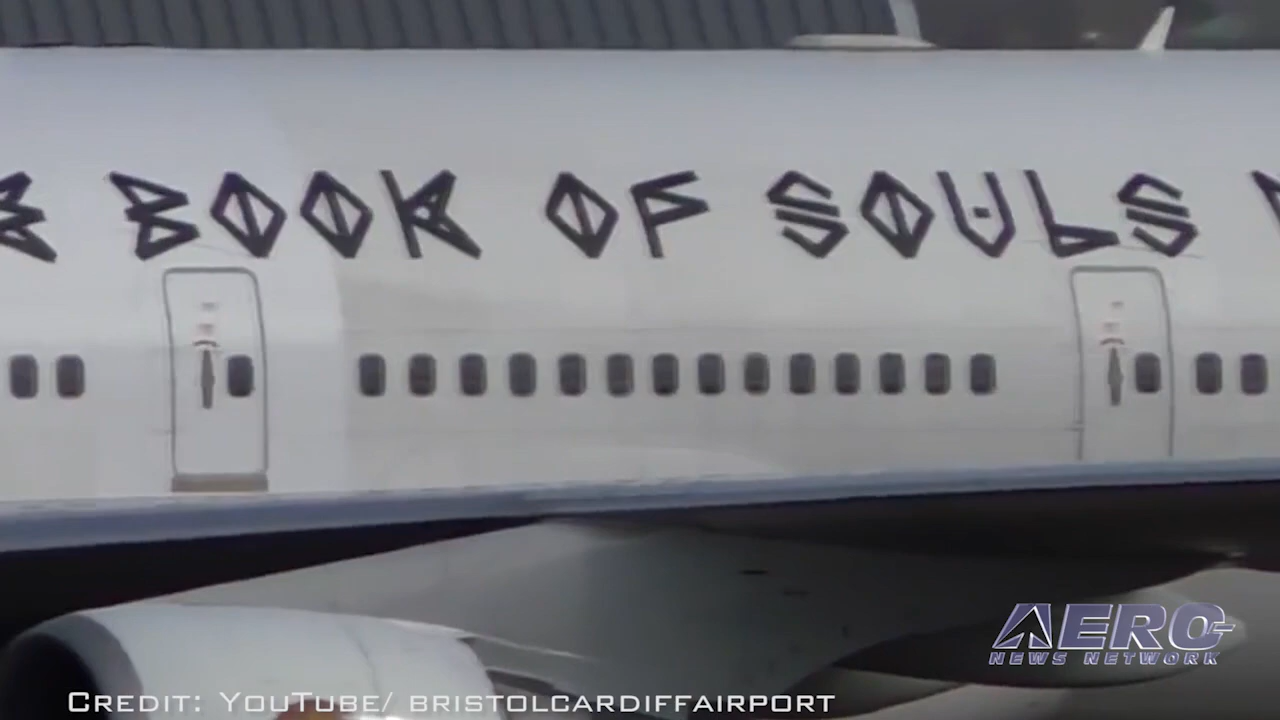 E BOOK OF SOULS
AERO
NEWS NETWORK
CREDIT: YOUTUBE/ BRISTOLCARDIFFAIRPORT